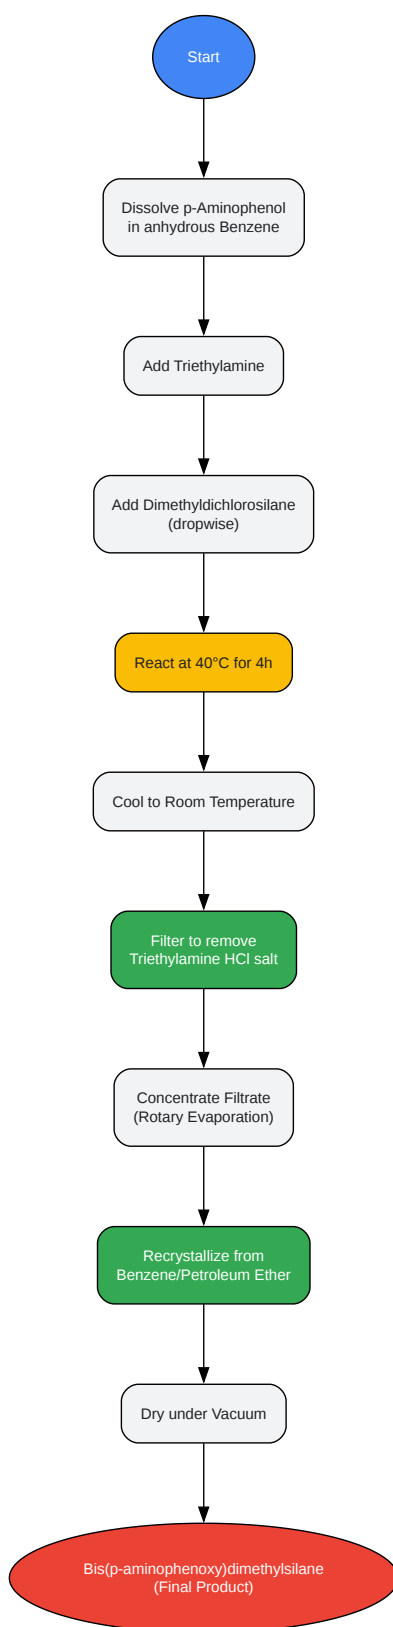 Start
Dissolve p-Aminophenol
in anhydrous Benzene
Add Triethylamine
Add Dimethyldichlorosilane
(dropwise)
React at 40°C for 4h
Cool to Room Temperature
Filter to remove
Triethylamine HCl salt
Concentrate Filtrate
(Rotary Evaporation)
Recrystallize from
Benzene/Petroleum Ether
Dry under Vacuum
Bis(p-aminophenoxy)dimethylsilane
(Final Product)